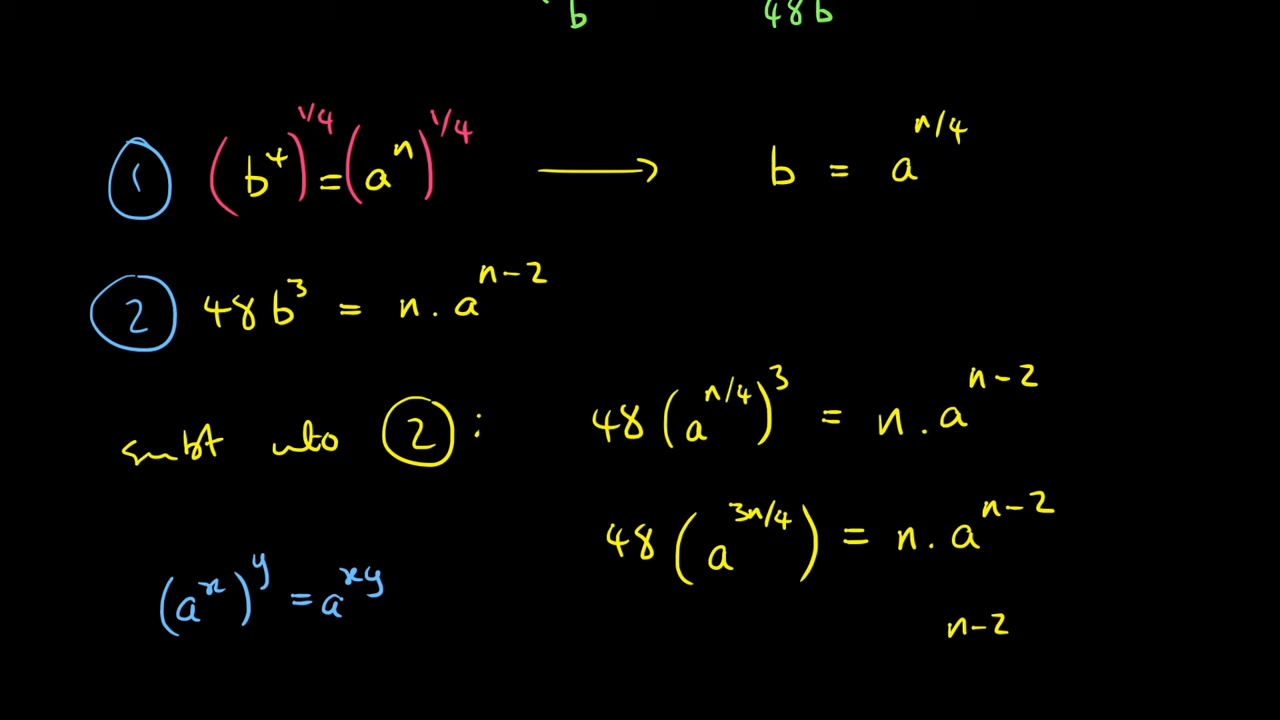 b 48b
① (b⁴)^{1/4} = (aⁿ)^{1/4} ⟶ b = a^{n/4}
② 48b³ = n . a^{n-2}
subt into ② : 48(a^{n/4})³ = n . a^{n-2}
48(a^{3n/4}) = n . a^{n-2}
(a^x)^y = a^{xy}
n-2